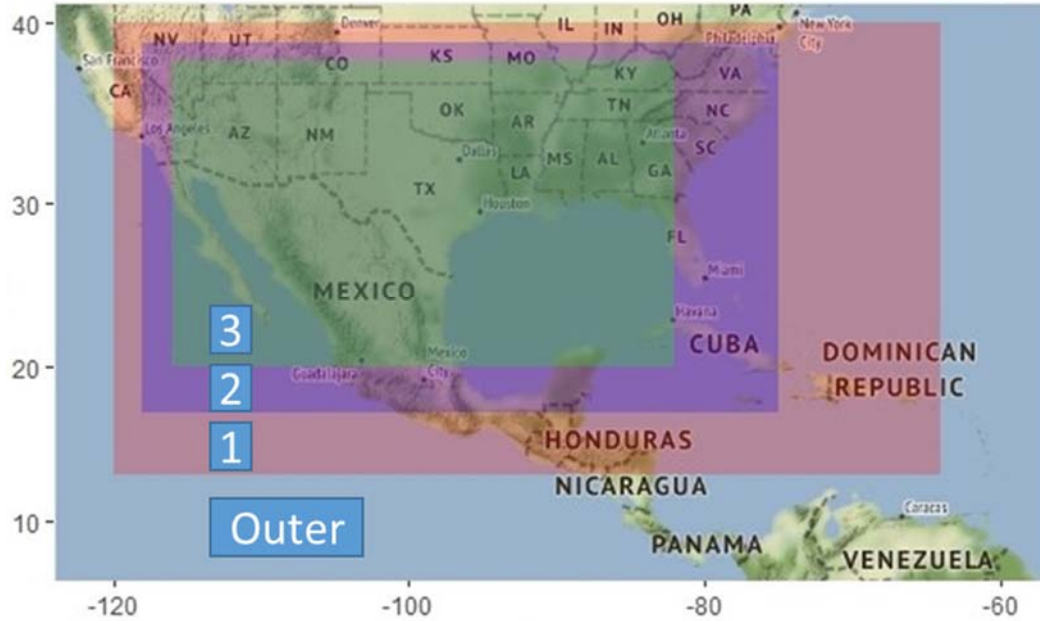 40
30
20
10
-120
-100
-80
-60
PA
IL
IN
OH
Denver
New York
City
NV
UT
Philadelphia
San Francisco
CO
KS
MO
KY
VA
CA
OK
TN
NC
Los Angeles
AZ
NM
AR
Atlanta
SC
Dallas
MS
AL
GA
LA
TX
Houston
FL
Miami
MEXICO
Havana
3
CUBA
Mexico
City
Guadalajara
DOMINICAN
REPUBLIC
2
1
HONDURAS
NICARAGUA
Outer
Caracas
PANAMA
VENEZUELA